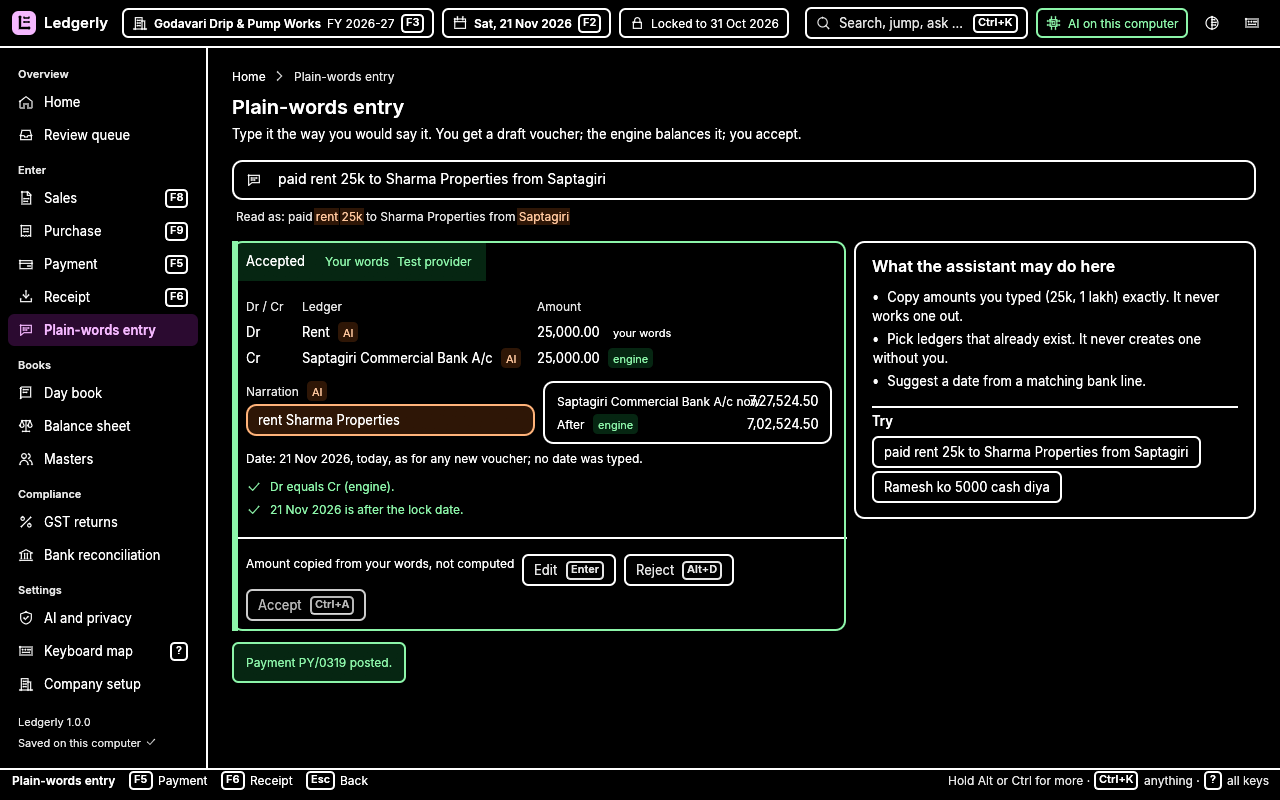 Ledgerly
Godavari Drip & Pump Works FY 2026-27 F3
Sat, 21 Nov 2026 F2
Locked to 31 Oct 2026
Search, jump, ask ... Ctrl+K
AI on this computer
Overview
Home
Review queue
Enter
Sales F8
Purchase F9
Payment F5
Receipt F6
Plain-words entry
Books
Day book
Balance sheet
Masters
Compliance
GST returns
Bank reconciliation
Settings
AI and privacy
Keyboard map ?
Company setup
Ledgerly 1.0.0
Saved on this computer
Home > Plain-words entry
Plain-words entry
Type it the way you would say it. You get a draft voucher; the engine balances it; you accept.
paid rent 25k to Sharma Properties from Saptagiri
Read as: paid rent 25k to Sharma Properties from Saptagiri
Accepted Your words Test provider
Dr / Cr Ledger Amount
Dr Rent AI 25,000.00 your words
Cr Saptagiri Commercial Bank A/c AI 25,000.00 engine
Narration AI
rent Sharma Properties
Saptagiri Commercial Bank A/c now 7,27,524.50
After engine 7,02,524.50
Date: 21 Nov 2026, today, as for any new voucher; no date was typed.
Dr equals Cr (engine).
21 Nov 2026 is after the lock date.
Amount copied from your words, not computed
Edit Enter
Reject Alt+D
Accept Ctrl+A
Payment PY/0319 posted.
What the assistant may do here
• Copy amounts you typed (25k, 1 lakh) exactly. It never
works one out.
• Pick ledgers that already exist. It never creates one
without you.
• Suggest a date from a matching bank line.
Try
paid rent 25k to Sharma Properties from Saptagiri
Ramesh ko 5000 cash diya
Plain-words entry F5 Payment F6 Receipt Esc Back
Hold Alt or Ctrl for more · Ctrl+K anything · ? all keys